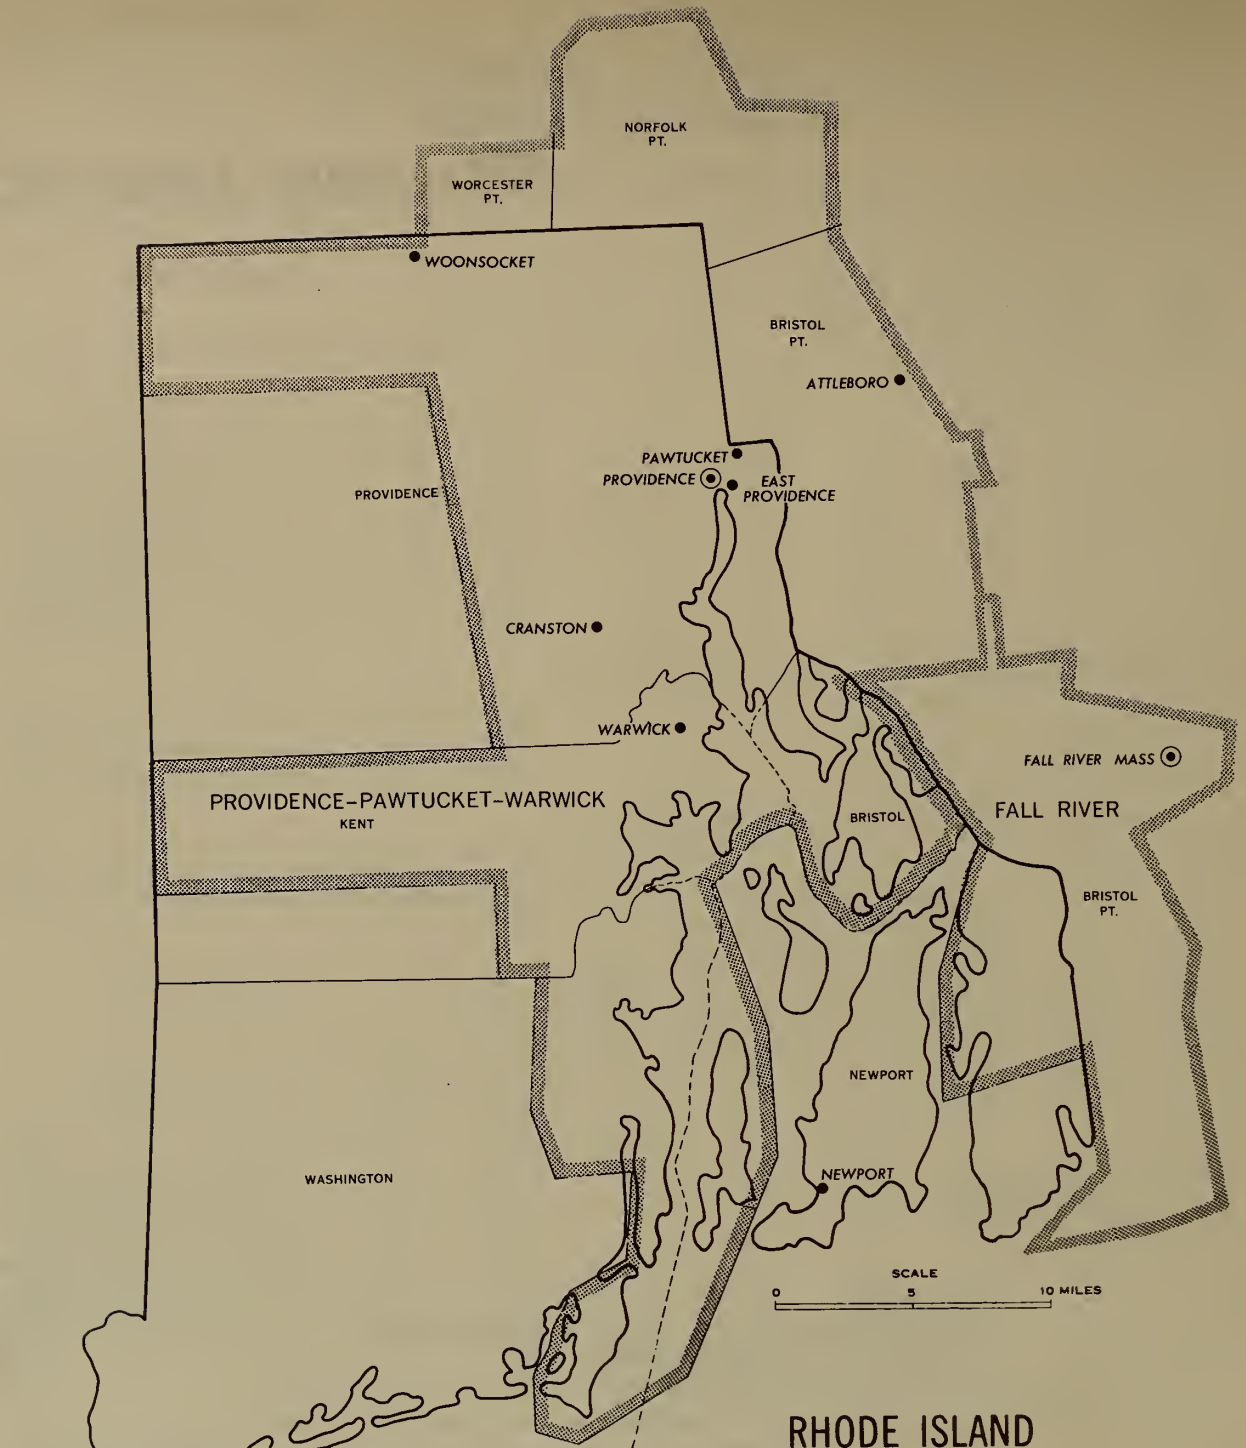 NORFOLK
PT.
WORCESTER
PT.
WOONSOCKET
BRISTOL
PT.
ATTLEBORO
PAWTUCKET
PROVIDENCE
EAST
PROVIDENCE
PROVIDENCE
CRANSTON
WARWICK
FALL RIVER MASS
PROVIDENCE-PAWTUCKET-WARWICK
KENT
FALL RIVER
BRISTOL
BRISTOL
PT.
NEWPORT
WASHINGTON
NEWPORT
SCALE
0 5 10 MILES
RHODE ISLAND